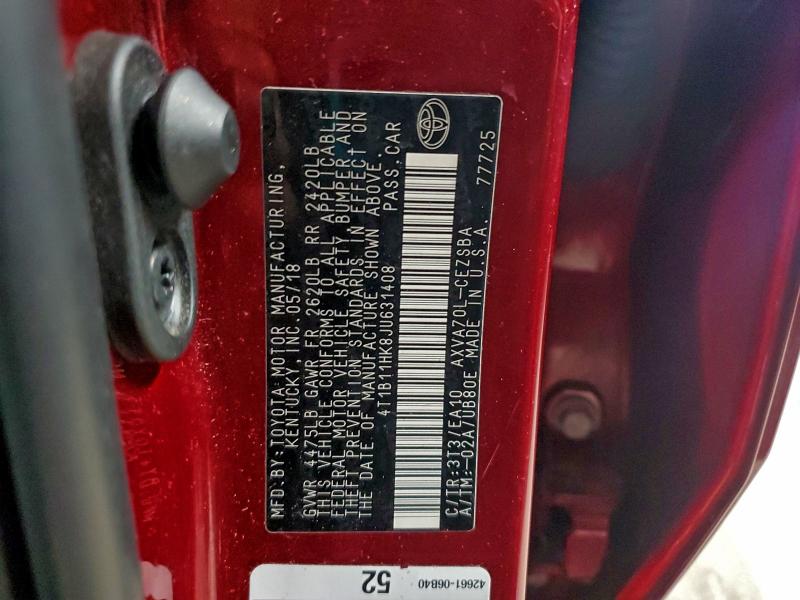 MFD.BY:TOYOTA MOTOR MANUFACTURING,
KENTUCKY, INC. 05/18
GVWR 4475LB GAWR FR 2620LB RR 2420LB
THIS VEHICLE CONFORMS TO ALL APPLICABLE
FEDERAL MOTOR VEHICLE SAFETY, BUMPER, AND
THEFT PREVENTION STANDARDS IN EFFECT ON
THE DATE OF MANUFACTURE SHOWN ABOVE.
4T1B11HK8JU631408 PASS.CAR
C/TR:3T3/EA10 AXVA70L-CEZSBA
A/TM:-02A/UB80E MADE IN U.S.A. 77725
52
42661-06B40